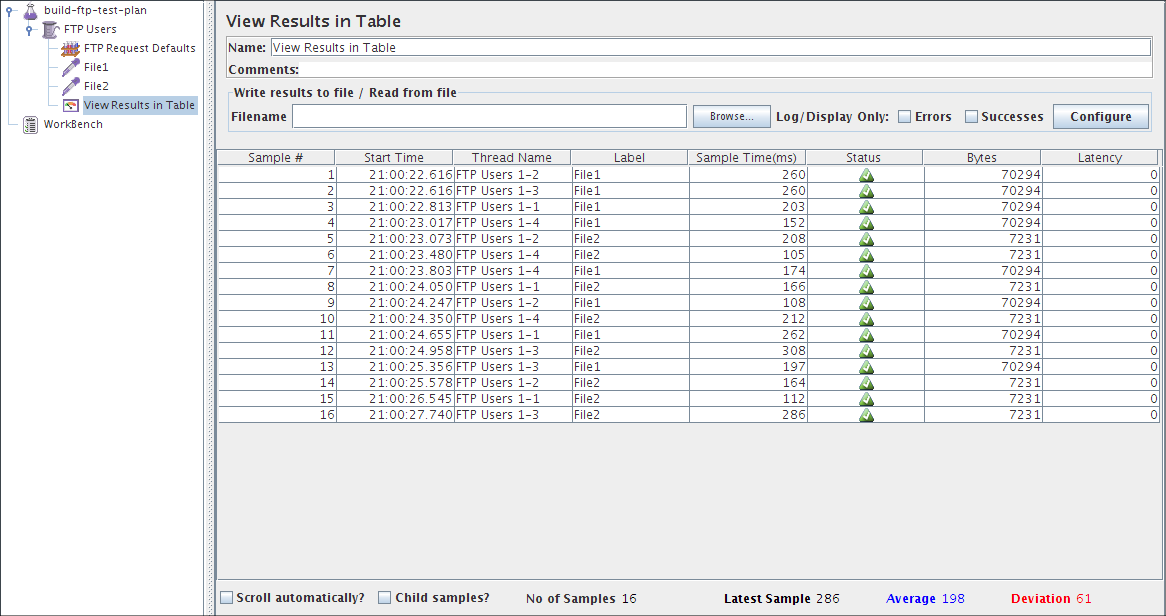 build-ftp-test-plan
FTP Users
FTP Request Defaults
File1
File2
View Results in Table
WorkBench
View Results in Table
Name: View Results in Table
Comments:
Write results to file / Read from file
Filename Browse... Log/Display Only: Errors Successes Configure
Sample # Start Time Thread Name Label Sample Time(ms) Status Bytes Latency
1 21:00:22.616 FTP Users 1-2 File1 260 70294 0
2 21:00:22.616 FTP Users 1-3 File1 260 70294 0
3 21:00:22.813 FTP Users 1-1 File1 203 70294 0
4 21:00:23.017 FTP Users 1-4 File1 152 70294 0
5 21:00:23.073 FTP Users 1-2 File2 208 7231 0
6 21:00:23.480 FTP Users 1-4 File2 105 7231 0
7 21:00:23.803 FTP Users 1-4 File1 174 70294 0
8 21:00:24.050 FTP Users 1-1 File2 166 7231 0
9 21:00:24.247 FTP Users 1-2 File1 108 70294 0
10 21:00:24.350 FTP Users 1-4 File2 212 7231 0
11 21:00:24.655 FTP Users 1-1 File1 262 70294 0
12 21:00:24.958 FTP Users 1-3 File2 308 7231 0
13 21:00:25.356 FTP Users 1-3 File1 197 70294 0
14 21:00:25.578 FTP Users 1-2 File2 164 7231 0
15 21:00:26.545 FTP Users 1-1 File2 112 7231 0
16 21:00:27.740 FTP Users 1-3 File2 286 7231 0
Scroll automatically? Child samples? No of Samples 16 Latest Sample 286 Average 198 Deviation 61